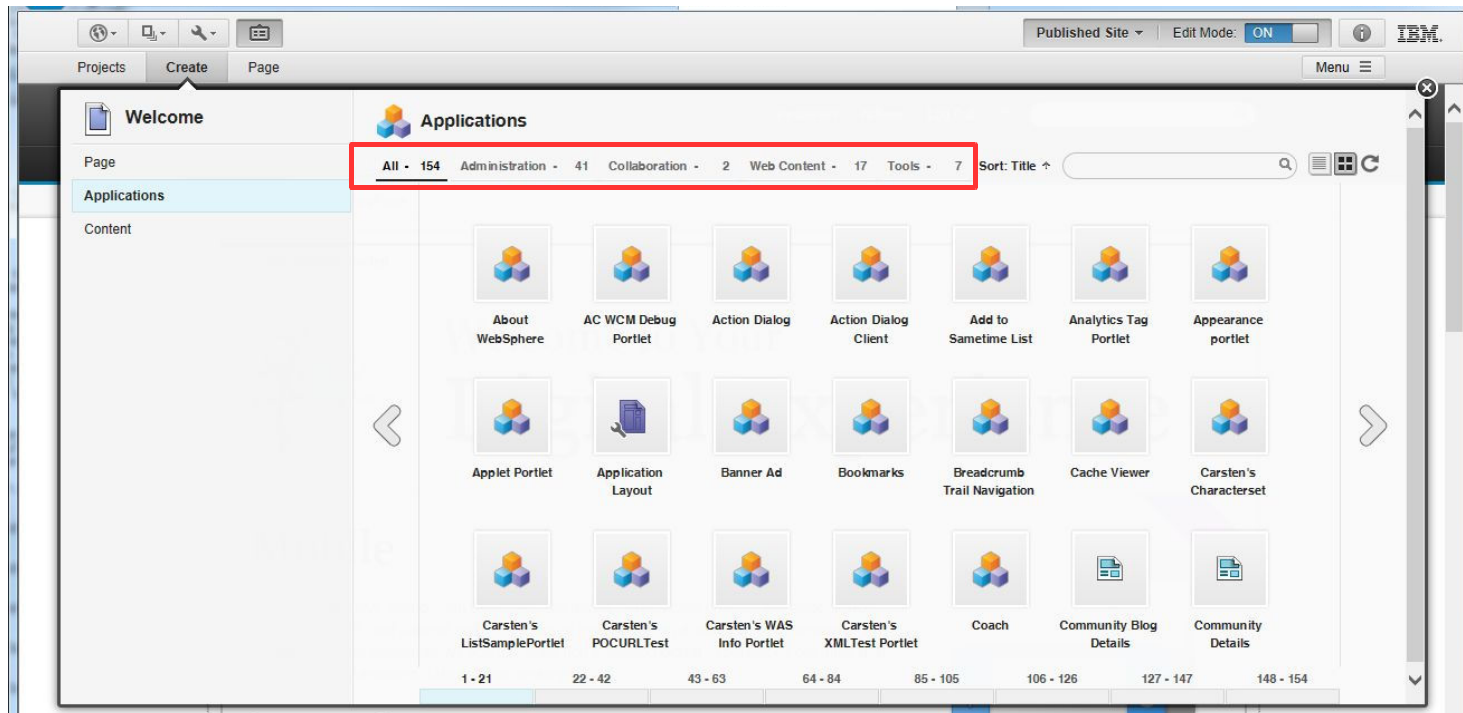 Published Site Edit Mode: ON IBM.
Projects Create Page Menu
Welcome
Applications
Page
All - 154 Administration - 41 Collaboration - 2 Web Content - 17 Tools - 7 Sort: Title
Applications
Content
About WebSphere
AC WCM Debug Portlet
Action Dialog
Action Dialog Client
Add to Sametime List
Analytics Tag Portlet
Appearance portlet
Applet Portlet
Application Layout
Banner Ad
Bookmarks
Breadcrumb Trail Navigation
Cache Viewer
Carsten's Characterset
Carsten's ListSamplePortlet
Carsten's POCURLTest
Carsten's WAS Info Portlet
Carsten's XMLTest Portlet
Coach
Community Blog Details
Community Details
1 - 21 22 - 42 43 - 63 64 - 84 85 - 105 106 - 126 127 - 147 148 - 154